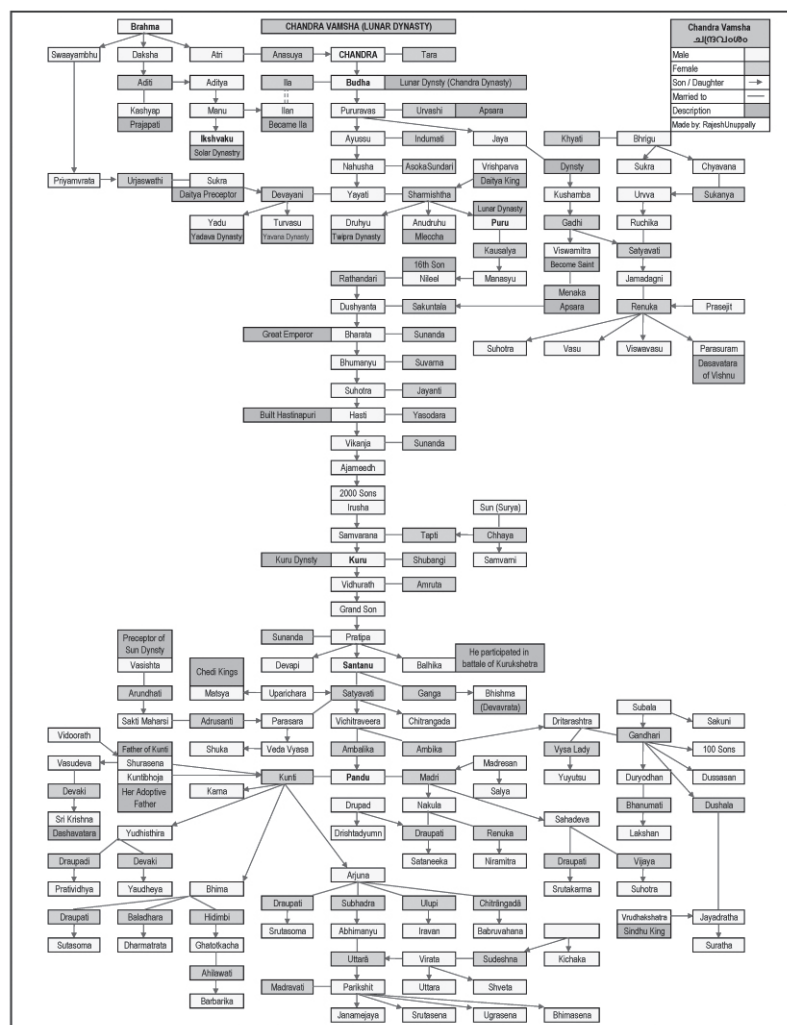 CHANDRA VAMSHA (LUNAR DYNASTY)
Chandra Vamsha
ചന്ദ്രവംശം
Male
Female
Son / Daughter
Married to
Description
Made by: RajeshUnuppally
Brahma
Swaayambhu
Daksha
Atri
Anasuya
CHANDRA
Tara
Aditi
Aditya
Ila
Budha
Lunar Dynsty (Chandra Dynasty)
Kashyap
Prajapati
Manu
Ilan
Became Ila
Pururavas
Urvashi
Apsara
Ikshvaku
Solar Dynastry
Ayussu
Indumati
Jaya
Khyati
Bhrigu
Nahusha
AsokaSundari
Vrishparva
Daitya King
Dynsty
Sukra
Chyavana
Priyamvrata
Urjaswathi
Sukra
Daitya Preceptor
Devayani
Yayati
Sharmishtha
Kushamba
Urvva
Sukanya
Lunar Dynasty
Puru
Yadu
Yadava Dynasty
Turvasu
Yavana Dynasty
Druhyu
Twipra Dynasty
Anudruhu
Mleccha
Gadhi
Ruchika
Kausalya
Viswamitra
Become Saint
Satyavati
16th Son
Nileel
Rathandari
Manasyu
Jamadagni
Menaka
Apsara
Dushyanta
Sakuntala
Renuka
Prasejit
Great Emperor
Bharata
Sunanda
Suhotra
Vasu
Viswavasu
Parasuram
Dasavatara
of Vishnu
Bhumanyu
Suvarna
Suhotra
Jayanti
Built Hastinapuri
Hasti
Yasodara
Vikanja
Sunanda
Ajameedh
2000 Sons
Irusha
Sun (Surya)
Samvarana
Tapti
Chhaya
Kuru Dynsty
Kuru
Shubangi
Samvarni
Vidhurath
Amruta
Grand Son
Preceptor of
Sun Dynsty
Vasishta
Sunanda
Pratipa
He participated in
battale of Kurukshetra
Chedi Kings
Devapi
Santanu
Balhika
Arundhati
Matsya
Uparichara
Satyavati
Ganga
Bhishma
(Devavrata)
Sakti Maharsi
Adrusanti
Parasara
Vichitraveera
Chitrangada
Dritarashtra
Subala
Sakuni
Vidoorath
Father of Kunti
Shurasena
Shuka
Veda Vyasa
Ambalika
Ambika
Vysa Lady
Gandhari
100 Sons
Vasudeva
Kuntibhoja
Her Adoptive
Father
Kunti
Pandu
Madri
Madresan
Salya
Yuyutsu
Duryodhan
Dussasan
Devaki
Karna
Drupad
Nakula
Bhanumati
Dushala
Sri Krishna
Dashavatara
Yudhisthira
Drishtadyumn
Draupati
Renuka
Sahadeva
Lakshan
Draupadi
Devaki
Sataneeka
Niramitra
Draupati
Vijaya
Prativiidhya
Yaudheya
Bhima
Arjuna
Srutakarma
Suhotra
Draupati
Baladhara
Hidimbi
Draupati
Subhadra
Ulupi
Chitrāngadā
Vrudhakshatra
Sindhu King
Jayadratha
Sutasoma
Dharmatrata
Ghatotkacha
Srutasoma
Abhimanyu
Iravan
Babruvahana
Suratha
Ahilawati
Uttarā
Virata
Sudeshna
Kichaka
Barbarika
Madravati
Parikshit
Uttara
Shveta
Janamejaya
Srutasena
Ugrasena
Bhimasena